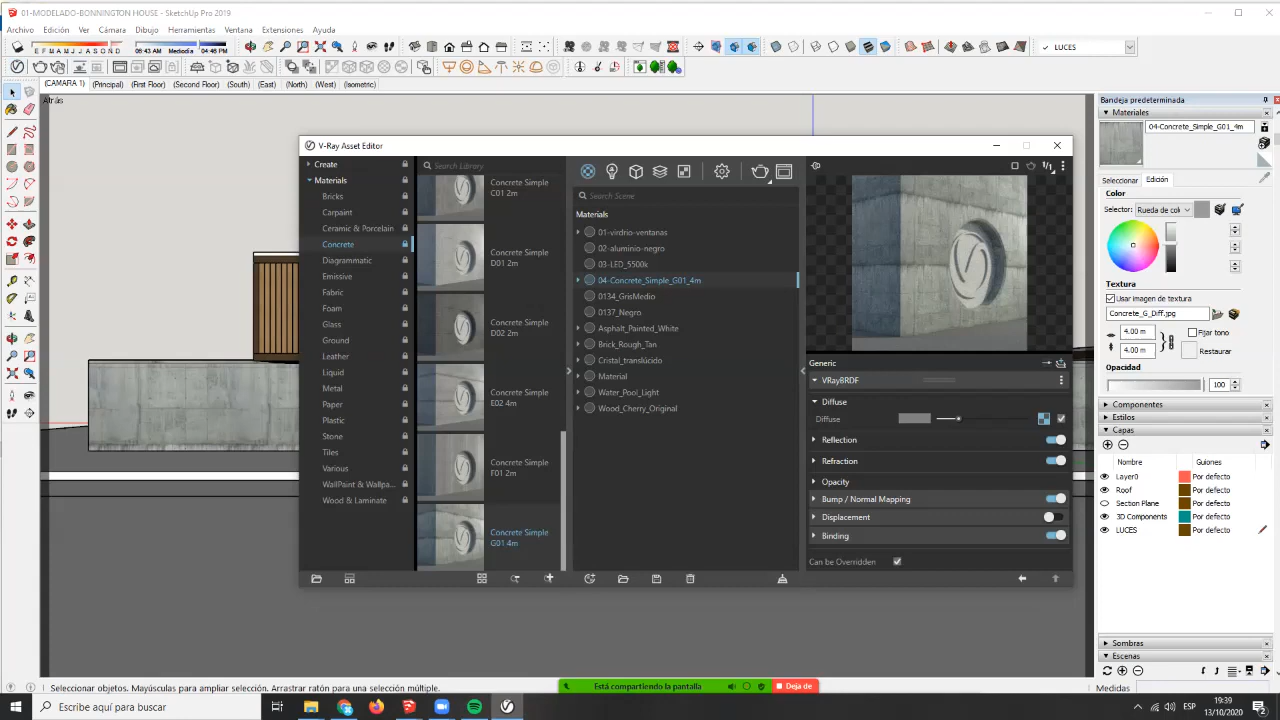 01-MODELADO-BONNINGTON HOUSE - SketchUp Pro 2019
Archivo Edición Ver Cámara Dibujo Herramientas Ventana Extensiones Ayuda
E F M A M J J A S O N D 06:43 AM Mediodía 04:46 PM
LUCES
(CAMARA 1) (Principal) (First Floor) (Second Floor) (South) (East) (North) (West) (Isometric)
Atrás
V-Ray Asset Editor
Create
Materials
Bricks
Carpaint
Ceramic & Porcelain
Concrete
Diagrammatic
Emissive
Fabric
Foam
Glass
Ground
Leather
Liquid
Metal
Paper
Plastic
Stone
Tiles
Various
WallPaint & Wallpa...
Wood & Laminate
Search Library
Concrete Simple
C01 2m
Concrete Simple
D01 2m
Concrete Simple
D02 2m
Concrete Simple
E02 4m
Concrete Simple
F01 2m
Concrete Simple
G01 4m
Search Scene
Materials
01-virdrio-ventanas
02-aluminio-negro
03-LED_5500k
04-Concrete_Simple_G01_4m
0134_GrisMedio
0137_Negro
Asphalt_Painted_White
Brick_Rough_Tan
Cristal_translúcido
Material
Water_Pool_Light
Wood_Cherry_Original
Generic
VRayBRDF
Diffuse
Diffuse
Reflection
Refraction
Opacity
Bump / Normal Mapping
Displacement
Binding
Can be Overridden
Bandeja predeterminada
Materiales
04-Concrete_Simple_G01_4m
Seleccionar Edición
Color
Selector: Rueda de col
Textura
Usar imagen de textura
Concrete_G_Diff.jpg
4.00 m
4.00 m
Fijar tono
Restaurar
Opacidad
100
Componentes
Estilos
Capas
Nombre Guiones
Layer0 Por defecto
Roof Por defecto
Section Plane Por defecto
3D Components Por defecto
LUCES Por defecto
Sombras
Escenas
Seleccionar objetos. Mayúsculas para ampliar selección. Arrastrar ratón para una selección múltiple.
Está compartiendo la pantalla
Deja de
Medidas
Escribe aquí para buscar
ESP
19:39
13/10/2020
2